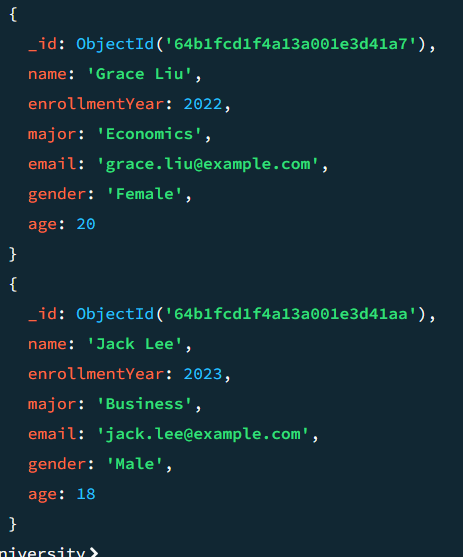 {
_id: ObjectId('64b1fcd1f4a13a001e3d41a7'),
name: 'Grace Liu',
enrollmentYear: 2022,
major: 'Economics',
email: 'grace.liu@example.com',
gender: 'Female',
age: 20
}
{
_id: ObjectId('64b1fcd1f4a13a001e3d41aa'),
name: 'Jack Lee',
enrollmentYear: 2023,
major: 'Business',
email: 'jack.lee@example.com',
gender: 'Male',
age: 18
}
niversity>